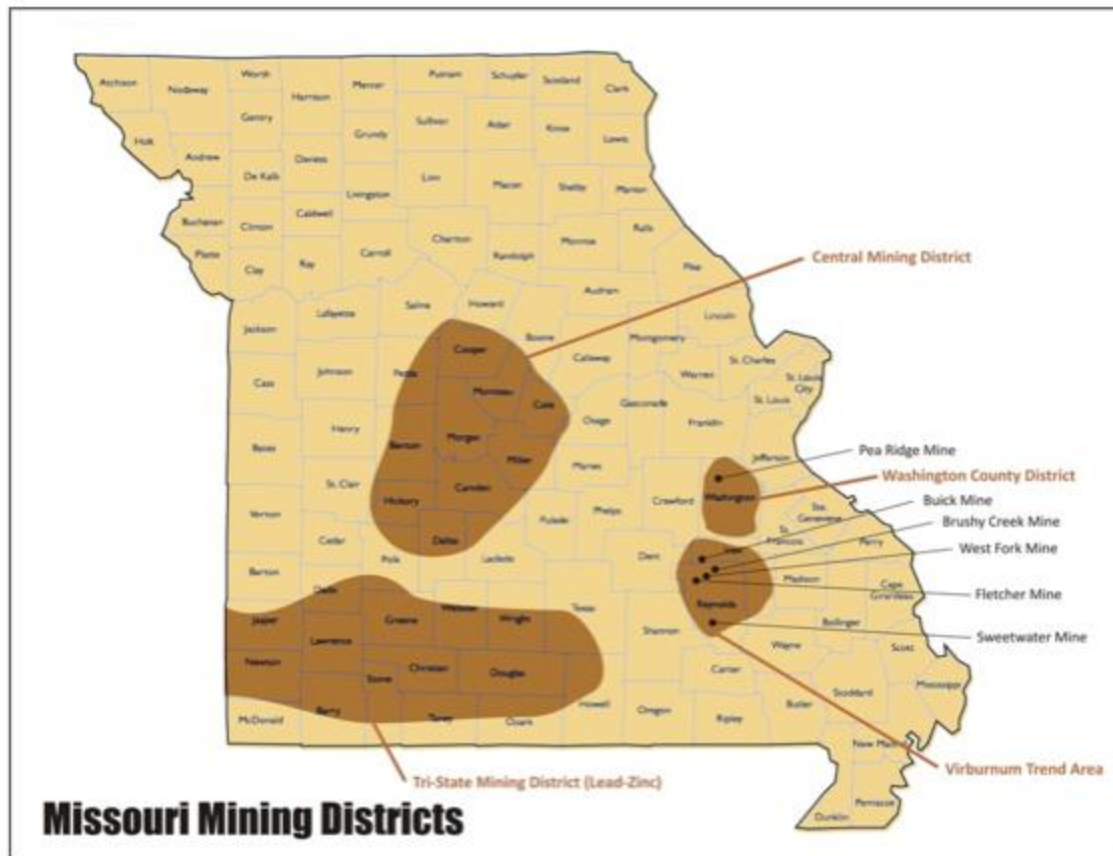 Atchison Nodaway Worth Mercer Putnam Schuyler Scotland Clark
Harrison
Gentry Sullivan Adair Knox
Holt Grundy Lewis
Andrew Daviess
De Kalb Linn Macon Shelby Marion
Livingston
Buchanan Clinton Caldwell Ralls
Platte Ray Carroll Chariton Randolph Monroe
Clay Pike
Central Mining District
Audrain
Saline Howard
Lafayette Lincoln
Jackson Boone Montgomery
Callaway
Cooper St. Charles
Johnson Pettis Warren
Cass Moniteau St. Louis City
Cole Gasconade St. Louis
Osage Franklin
Henry
Benton Morgan
Bates Miller Jefferson
Pea Ridge Mine
Maries
St. Clair Camden Washington County District
Hickory Crawford Washington
Buick Mine
Phelps Ste. Genevieve
Vernon Pulaski Brushy Creek Mine
St. Francois
Cedar Dallas Perry
West Fork Mine
Polk Laclede Dent
Barton Madison
Cape Girardeau
Fletcher Mine
Dade
Webster Texas Reynolds
Jasper Greene Wright
Bollinger
Lawrence Shannon Sweetwater Mine
Wayne Scott
Newton Christian Douglas Carter
Stone Mississippi
Stoddard
Barry Howell Oregon Butler
McDonald Taney Ozark Ripley
New Madrid
Virburnum Trend Area
Tri-State Mining District (Lead-Zinc)
Pemiscot
Dunklin
Missouri Mining Districts